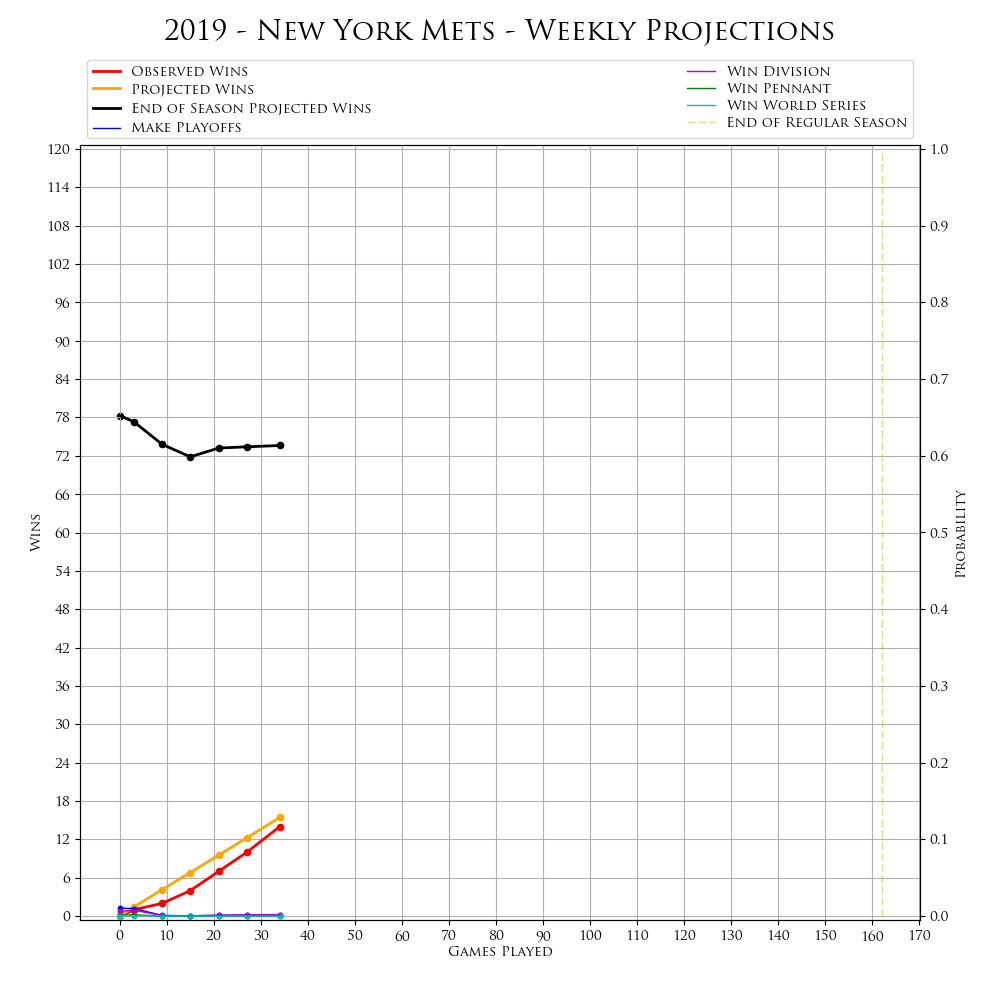 2019 - New York Mets - Weekly Projections
Observed Wins
Projected Wins
End of Season Projected Wins
Make Playoffs
Win Division
Win Pennant
Win World Series
End of Regular Season
120
114
108
102
96
90
84
78
72
66
60
54
48
42
36
30
24
18
12
6
0
Wins
1.0
0.9
0.8
0.7
0.6
0.5
0.4
0.3
0.2
0.1
0.0
Probability
0 10 20 30 40 50 60 70 80 90 100 110 120 130 140 150 160 170
Games Played